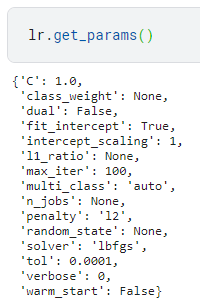 lr.get_params()
{'C': 1.0,
 'class_weight': None,
 'dual': False,
 'fit_intercept': True,
 'intercept_scaling': 1,
 'l1_ratio': None,
 'max_iter': 100,
 'multi_class': 'auto',
 'n_jobs': None,
 'penalty': 'l2',
 'random_state': None,
 'solver': 'lbfgs',
 'tol': 0.0001,
 'verbose': 0,
 'warm_start': False}